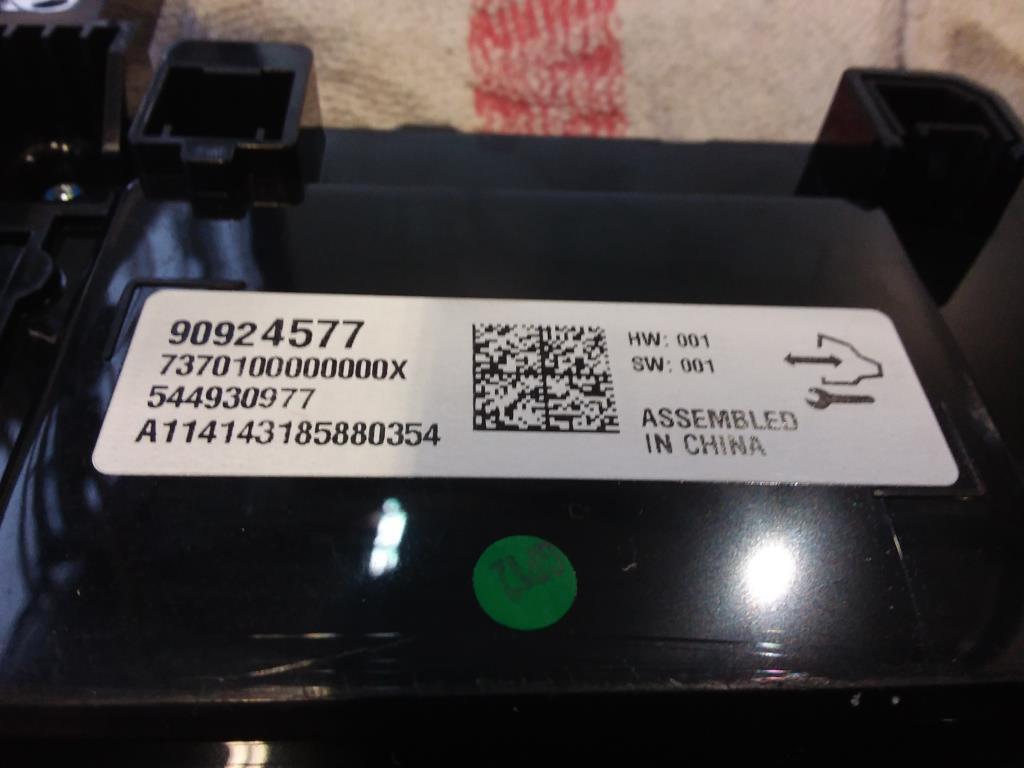 90924577
7370100000000X
544930977
A114143185880354
HW: 001
SW: 001
ASSEMBLED
IN CHINA